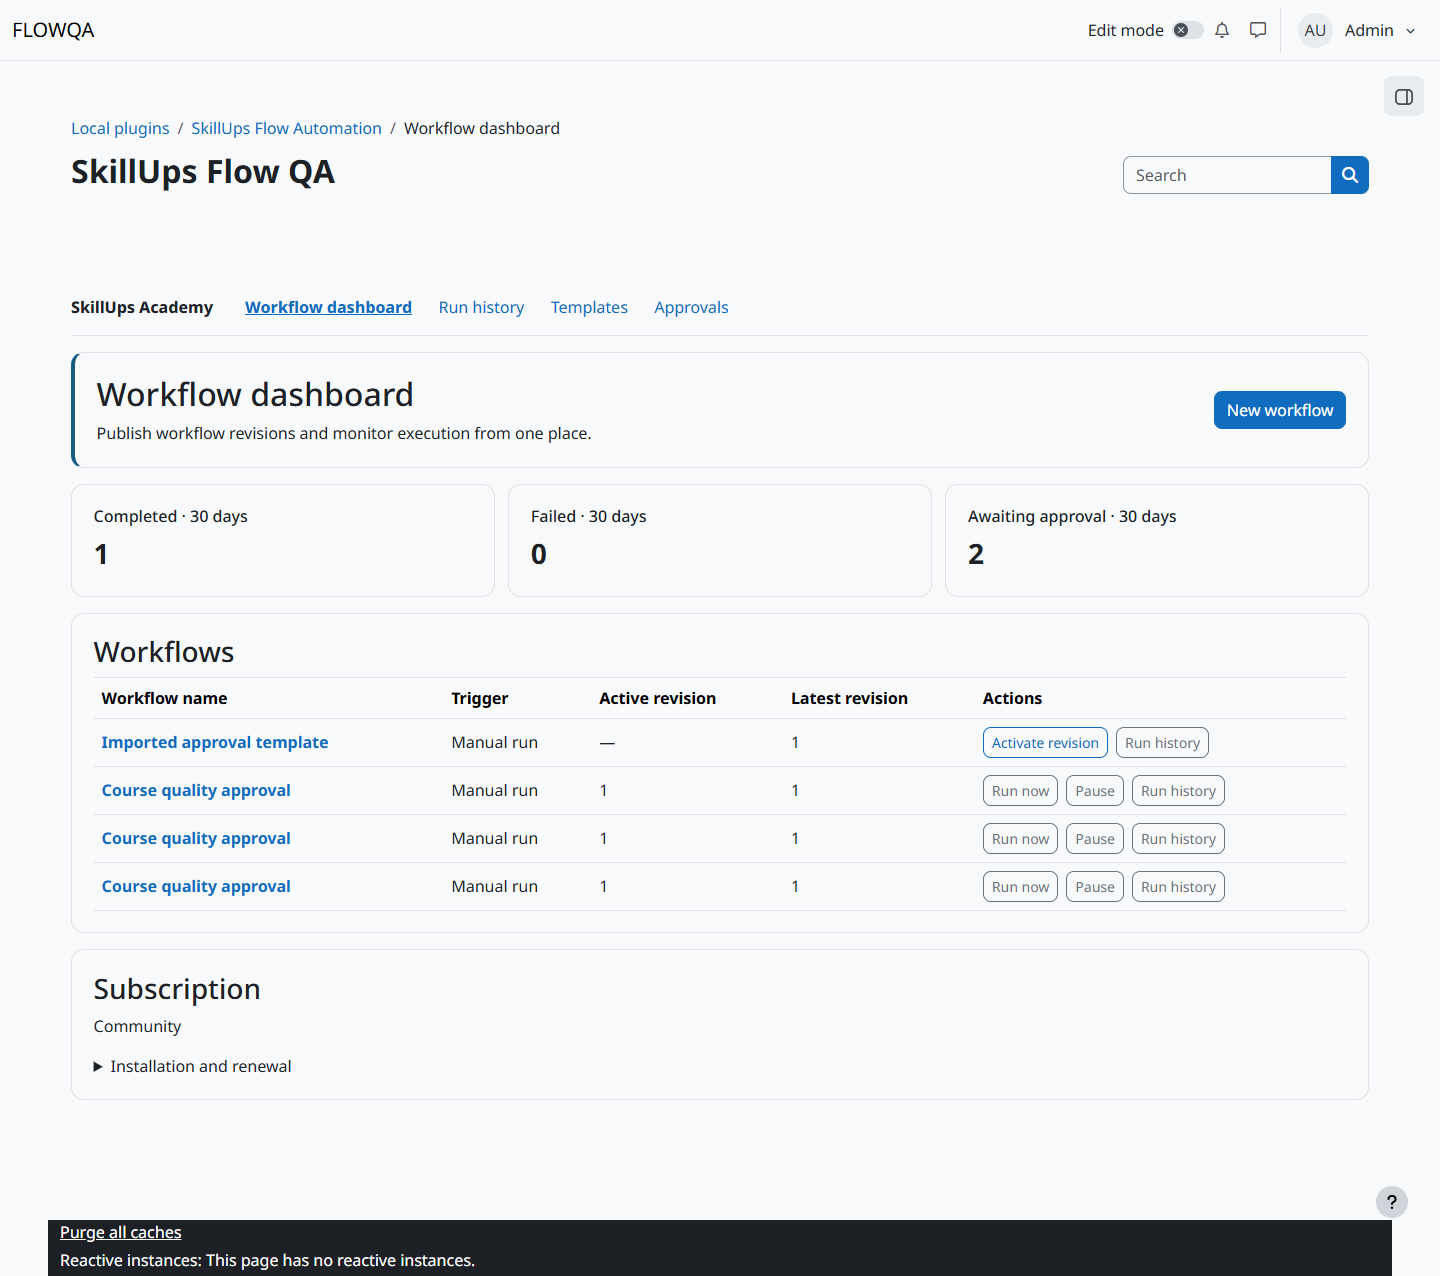 FLOWQA
Edit mode
AU Admin
Local plugins / SkillUps Flow Automation / Workflow dashboard
SkillUps Flow QA
Search
SkillUps Academy Workflow dashboard Run history Templates Approvals
Workflow dashboard
Publish workflow revisions and monitor execution from one place.
New workflow
Completed · 30 days
1
Failed · 30 days
0
Awaiting approval · 30 days
2
Workflows
Workflow name Trigger Active revision Latest revision Actions
Imported approval template Manual run — 1 Activate revision Run history
Course quality approval Manual run 1 1 Run now Pause Run history
Course quality approval Manual run 1 1 Run now Pause Run history
Course quality approval Manual run 1 1 Run now Pause Run history
Subscription
Community
Installation and renewal
?
Purge all caches
Reactive instances: This page has no reactive instances.